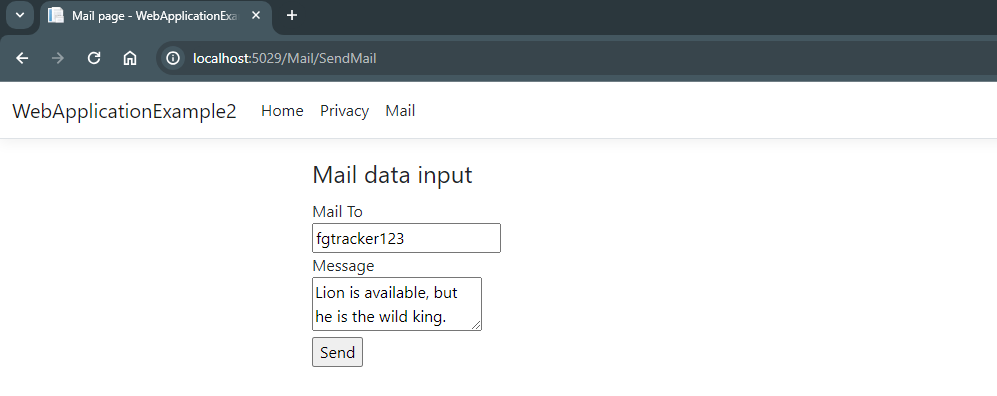 Mail page - WebApplicationExa
localhost:5029/Mail/SendMail
WebApplicationExample2 Home Privacy Mail
Mail data input
Mail To
fgtracker123
Message
Lion is available, but
he is the wild king.
Send